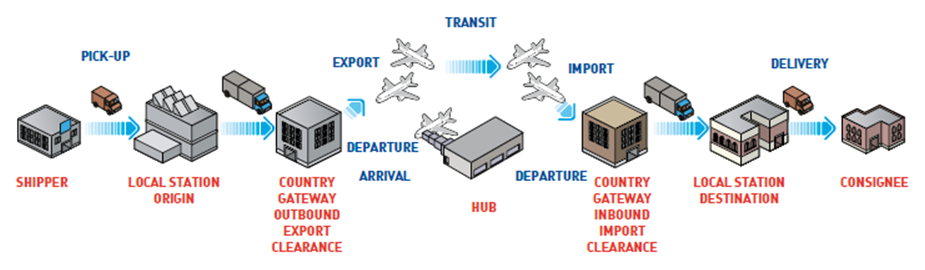 TRANSIT
PICK-UP
EXPORT
IMPORT
DELIVERY
DEPARTURE
ARRIVAL
DEPARTURE
SHIPPER
LOCAL STATION
ORIGIN
COUNTRY
GATEWAY
OUTBOUND
EXPORT
CLEARANCE
HUB
COUNTRY
GATEWAY
INBOUND
IMPORT
CLEARANCE
LOCAL STATION
DESTINATION
CONSIGNEE